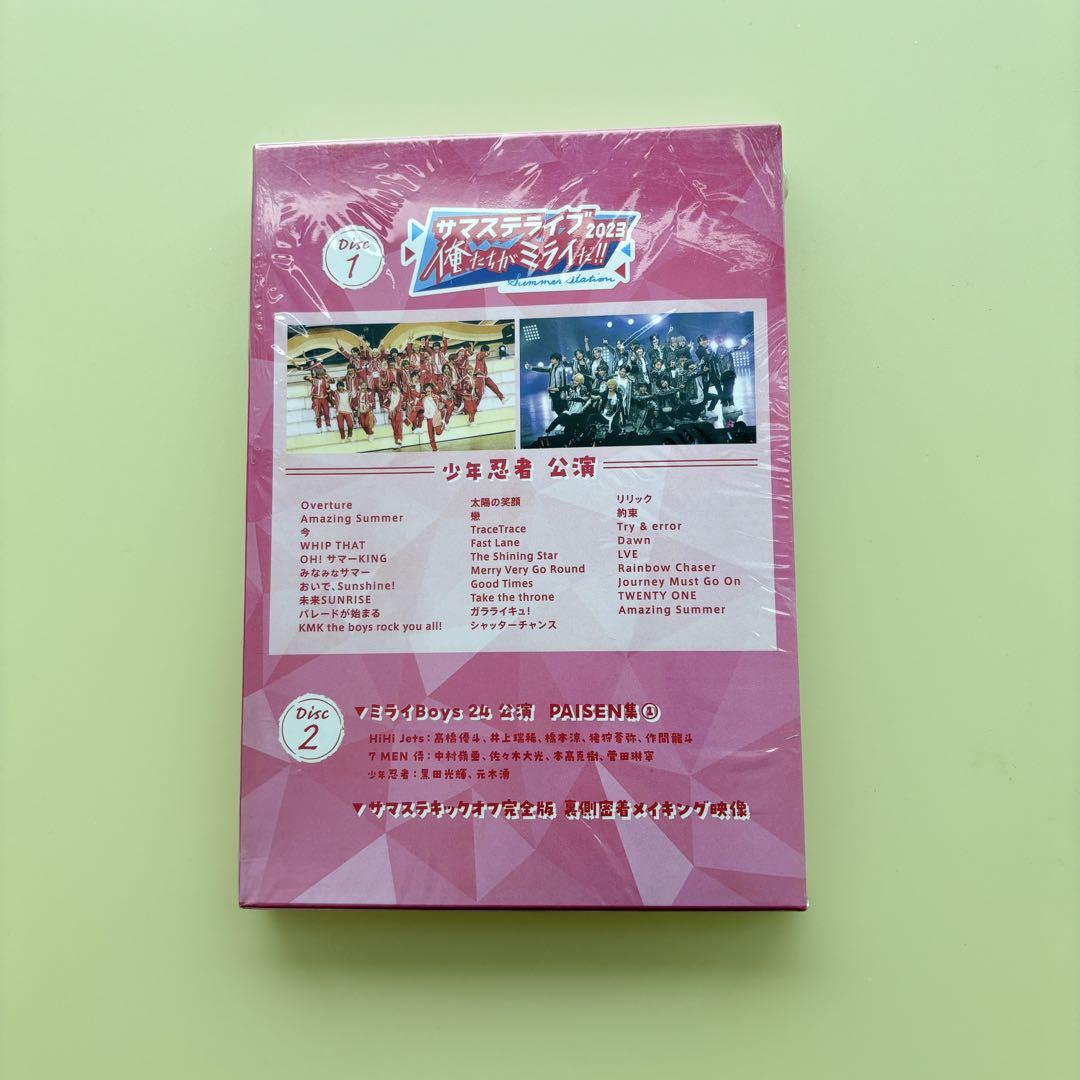 Disc
1
サマステライブ 2023
俺たちがミライだ!!
Summer Station
少年忍者 公演
Overture
Amazing Summer
今
WHIP THAT
OH! サマーKING
みなみなサマー
おいで、Sunshine!
未来SUNRISE
パレードが始まる
KMK the boys rock you all!
太陽の笑顔
戀
TraceTrace
Fast Lane
The Shining Star
Merry Very Go Round
Good Times
Take the throne
ガラライキュ!
シャッターチャンス
リリック
約束
Try & error
Dawn
LVE
Rainbow Chaser
Journey Must Go On
TWENTY ONE
Amazing Summer
Disc
2
▼ミライBoys 24 公演 PAISEN集①
HiHi Jets：髙橋優斗、井上瑞稀、橋本涼、猪狩蒼弥、作間龍斗
7 MEN 侍：中村嶺亜、佐々木大光、本髙克樹、菅田琳寧
少年忍者：黒田光輝、元木湧
▼サマステキックオフ完全版 裏側密着メイキング映像